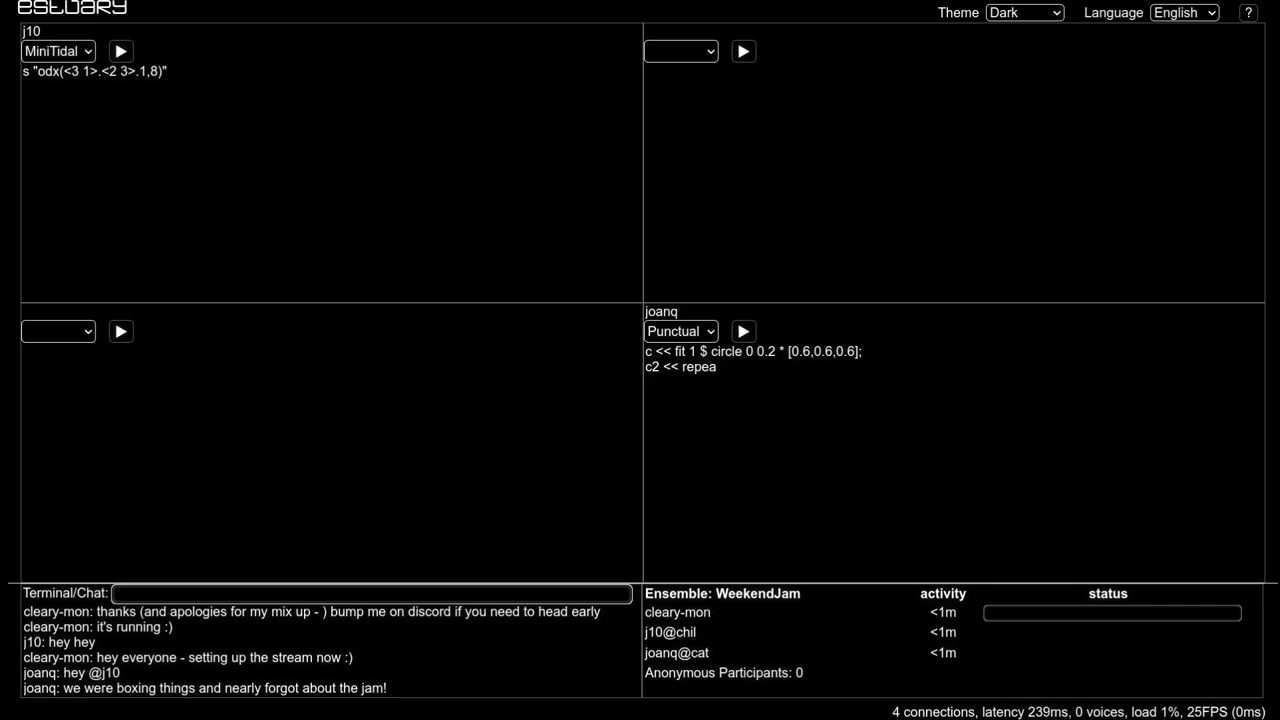 estuary
Theme Dark Language English ?
j10
MiniTidal
s "odx(<3 1>.<2 3>.1,8)"
joanq
Punctual
c << fit 1 $ circle 0 0.2 * [0.6,0.6,0.6];
c2 << repea
Terminal/Chat:
cleary-mon: thanks (and apologies for my mix up - ) bump me on discord if you need to head early
cleary-mon: it's running :)
j10: hey hey
cleary-mon: hey everyone - setting up the stream now :)
joanq: hey @j10
joanq: we were boxing things and nearly forgot about the jam!
Ensemble: WeekendJam activity status
cleary-mon <1m
j10@chil <1m
joanq@cat <1m
Anonymous Participants: 0
4 connections, latency 239ms, 0 voices, load 1%, 25FPS (0ms)